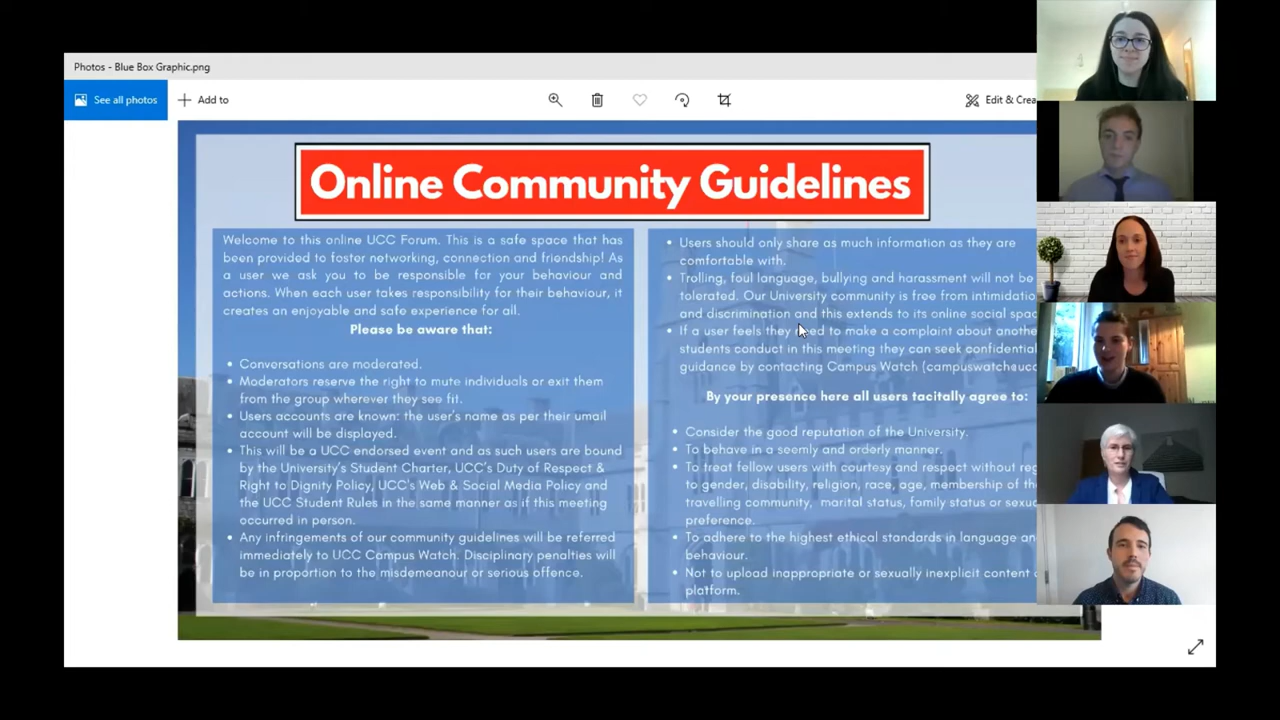 Photos - Blue Box Graphic.png
See all photos
Add to
Edit & Crea
Online Community Guidelines
Welcome to this online UCC Forum. This is a safe space that has
been provided to foster networking, connection and friendship! As
a user we ask you to be responsible for your behaviour and
actions. When each user takes responsibility for their behaviour, it
creates an enjoyable and safe experience for all.
Please be aware that:
• Conversations are moderated.
• Moderators reserve the right to mute individuals or exit them
from the group wherever they see fit.
• Users accounts are known: the user's name as per their umail
account will be displayed.
• This will be a UCC endorsed event and as such users are bound
by the University's Student Charter, UCC's Duty of Respect &
Right to Dignity Policy, UCC's Web & Social Media Policy and
the UCC Student Rules in the same manner as if this meeting
occurred in person.
• Any infringements of our community guidelines will be referred
immediately to UCC Campus Watch. Disciplinary penalties will
be in proportion to the misdemeanour or serious offence.
• Users should only share as much information as they are
comfortable with.
• Trolling, foul language, bullying and harassment will not be
tolerated. Our University community is free from intimidatio
and discrimination and this extends to its online social spac
• If a user feels they need to make a complaint about anothe
students conduct in this meeting they can seek confidential
guidance by contacting Campus Watch (campuswatch@ucc
By your presence here all users tacitally agree to:
• Consider the good reputation of the University.
• To behave in a seemly and orderly manner.
• To treat fellow users with courtesy and respect without reg
to gender, disability, religion, race, age, membership of th
travelling community, marital status, family status or sexu
preference.
• To adhere to the highest ethical standards in language an
behaviour.
• Not to upload inappropriate or sexually inexplicit content
platform.